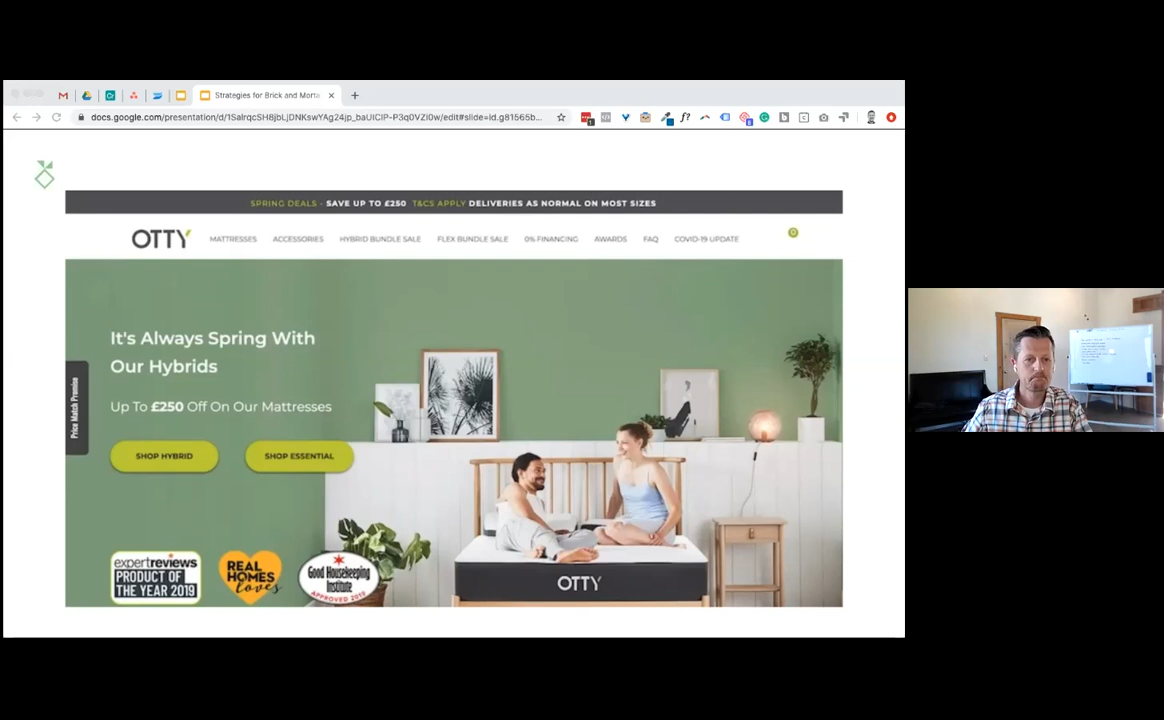 Strategies for Brick and Morta
docs.google.com/presentation/d/1SalrqcSH8jbLjDNKswYAg24jp_baUICIP-P3q0VZi0w/edit#slide=id.g81565b...
SPRING DEALS - SAVE UP TO £250 T&CS APPLY DELIVERIES AS NORMAL ON MOST SIZES
OTTY
MATTRESSES ACCESSORIES HYBRID BUNDLE SALE FLEX BUNDLE SALE 0% FINANCING AWARDS FAQ COVID-19 UPDATE
0
It's Always Spring With
Our Hybrids
Price Match Promise
Up To £250 Off On Our Mattresses
SHOP HYBRID SHOP ESSENTIAL
expertreviews
PRODUCT OF
THE YEAR 2019
REAL
HOMES
loves
Good Housekeeping
Institute
APPROVED 2019
OTTY